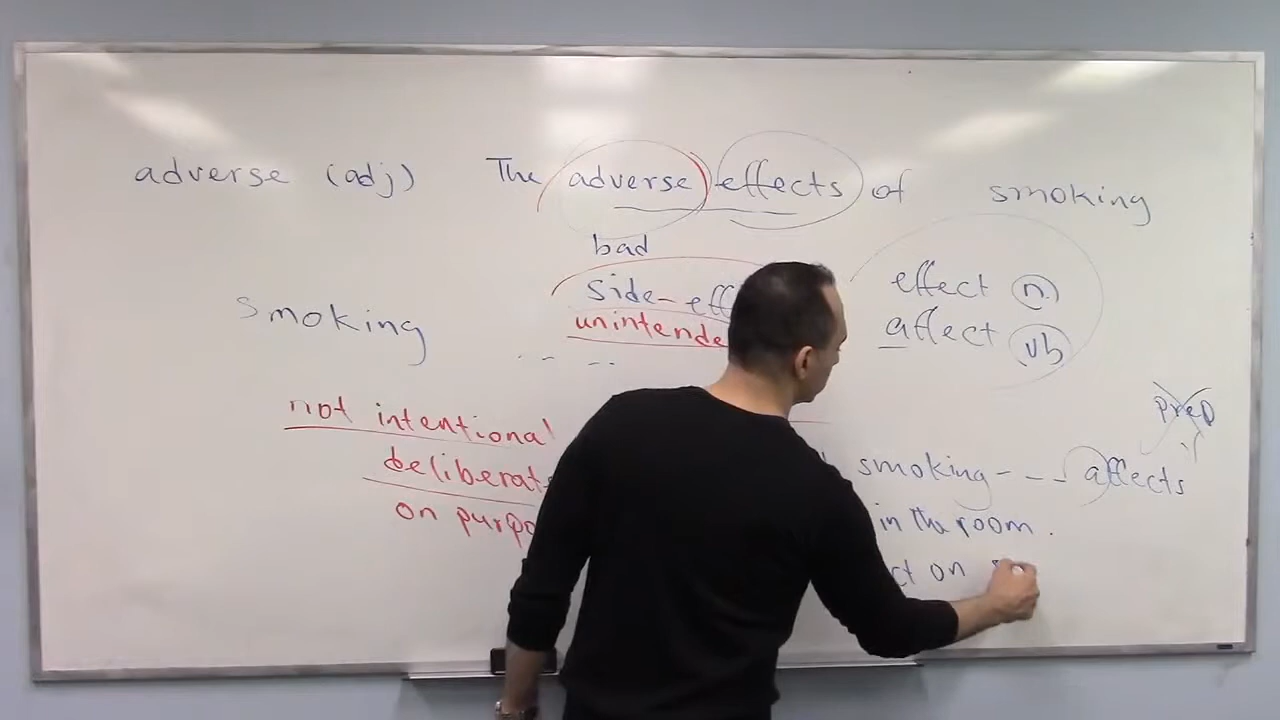 adverse (adj) The adverse effects of smoking
bad
side-eff
effect n.
smoking
unintende
affect vb
not intentional
prep
deliberat
smoking --- affects
on purpo
in the room.
ct on